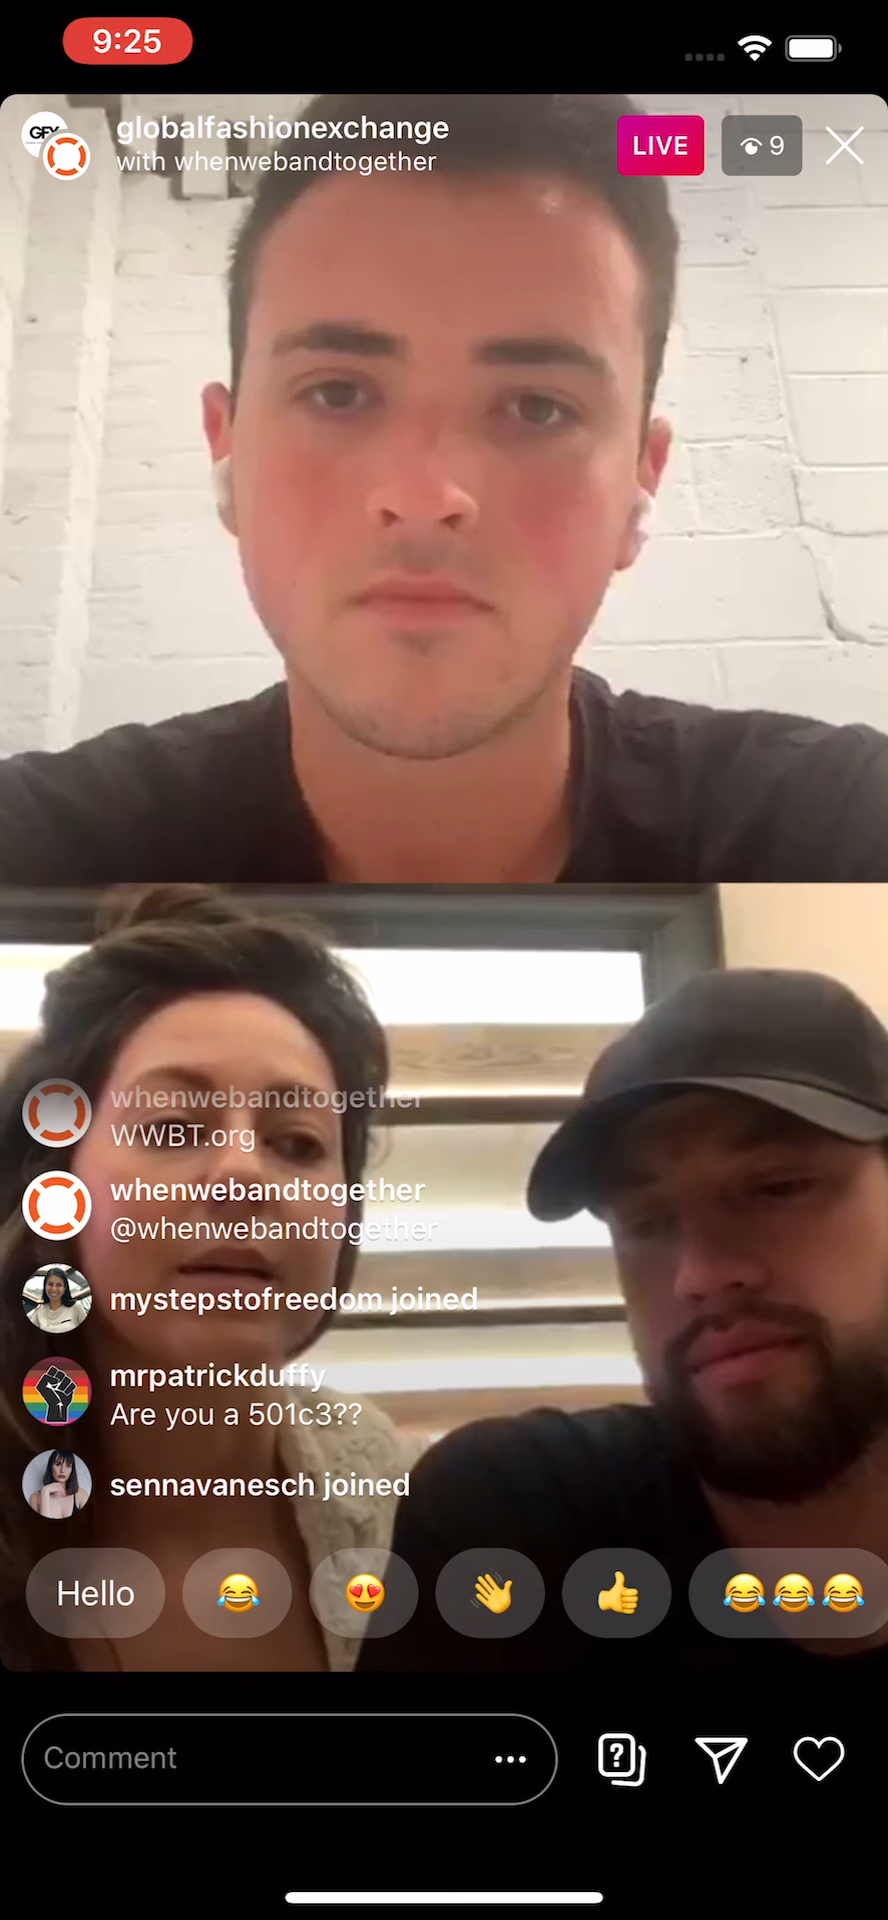 9:25
GFX
globalfashionexchange
with whenwebandtogether
LIVE
9
whenwebandtogether
WWBT.org
whenwebandtogether
@whenwebandtogether
mystepstofreedom joined
mrpatrickduffy
Are you a 501c3??
sennavanesch joined
Hello
Comment